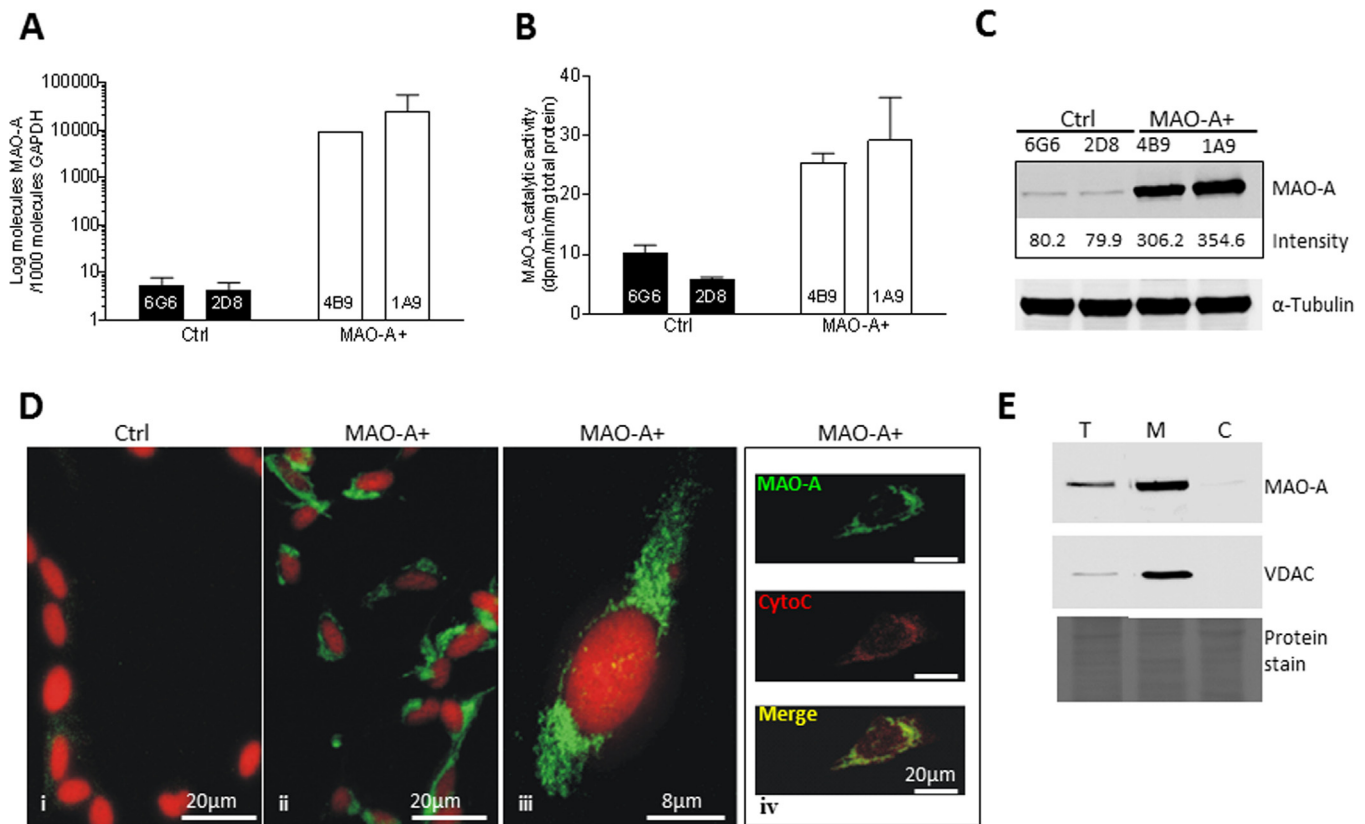 A
Log molecules MAO-A
/1000 molecules GAPDH
100000
10000
1000
100
10
1
6G6
2D8
4B9
1A9
Ctrl
MAO-A+
B
MAO-A catalytic activity
(dpm/min/mg total protein)
40
30
20
10
0
6G6
2D8
4B9
1A9
Ctrl
MAO-A+
C
Ctrl MAO-A+
6G6 2D8 4B9 1A9
MAO-A
80.2 79.9 306.2 354.6 Intensity
α-Tubulin
D
Ctrl
i
20μm
MAO-A+
ii
20μm
MAO-A+
iii
8μm
MAO-A+
MAO-A
CytoC
Merge
20μm
iv
E
T M C
MAO-A
VDAC
Protein
stain